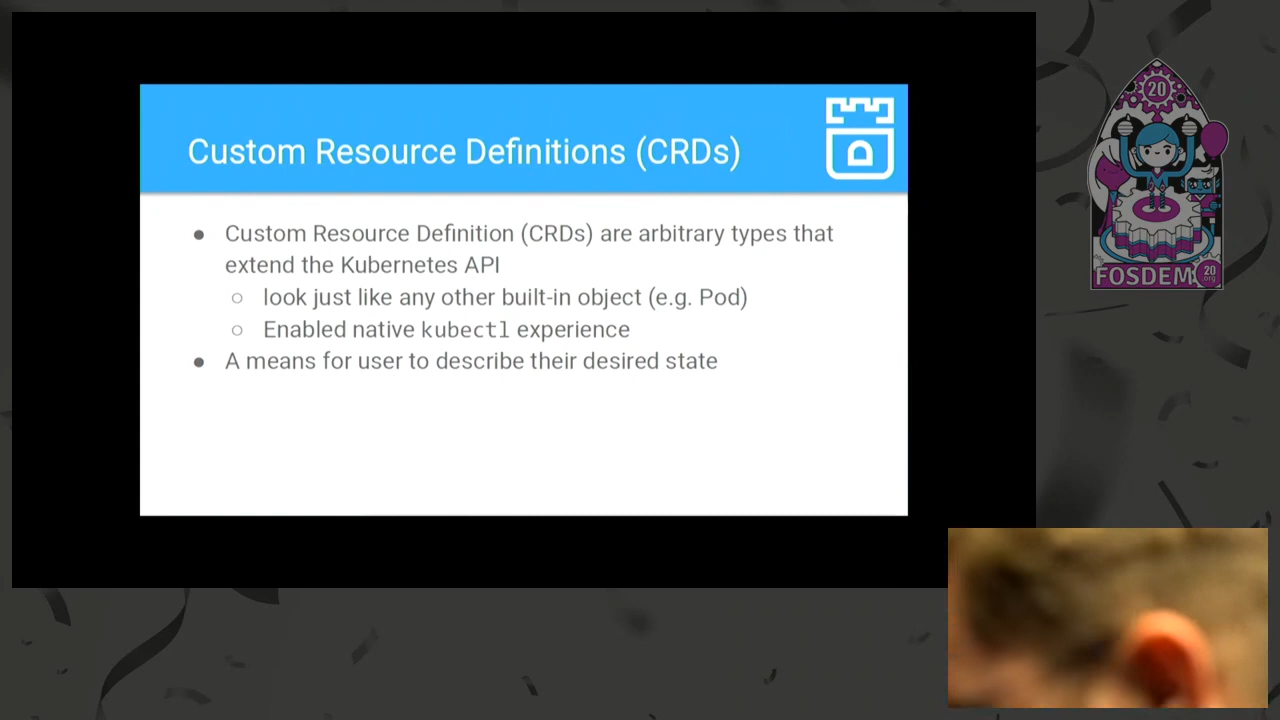 Custom Resource Definitions (CRDs)
● Custom Resource Definition (CRDs) are arbitrary types that
extend the Kubernetes API
○ look just like any other built-in object (e.g. Pod)
○ Enabled native kubectl experience
● A means for user to describe their desired state
20
FOSDEM
20
org